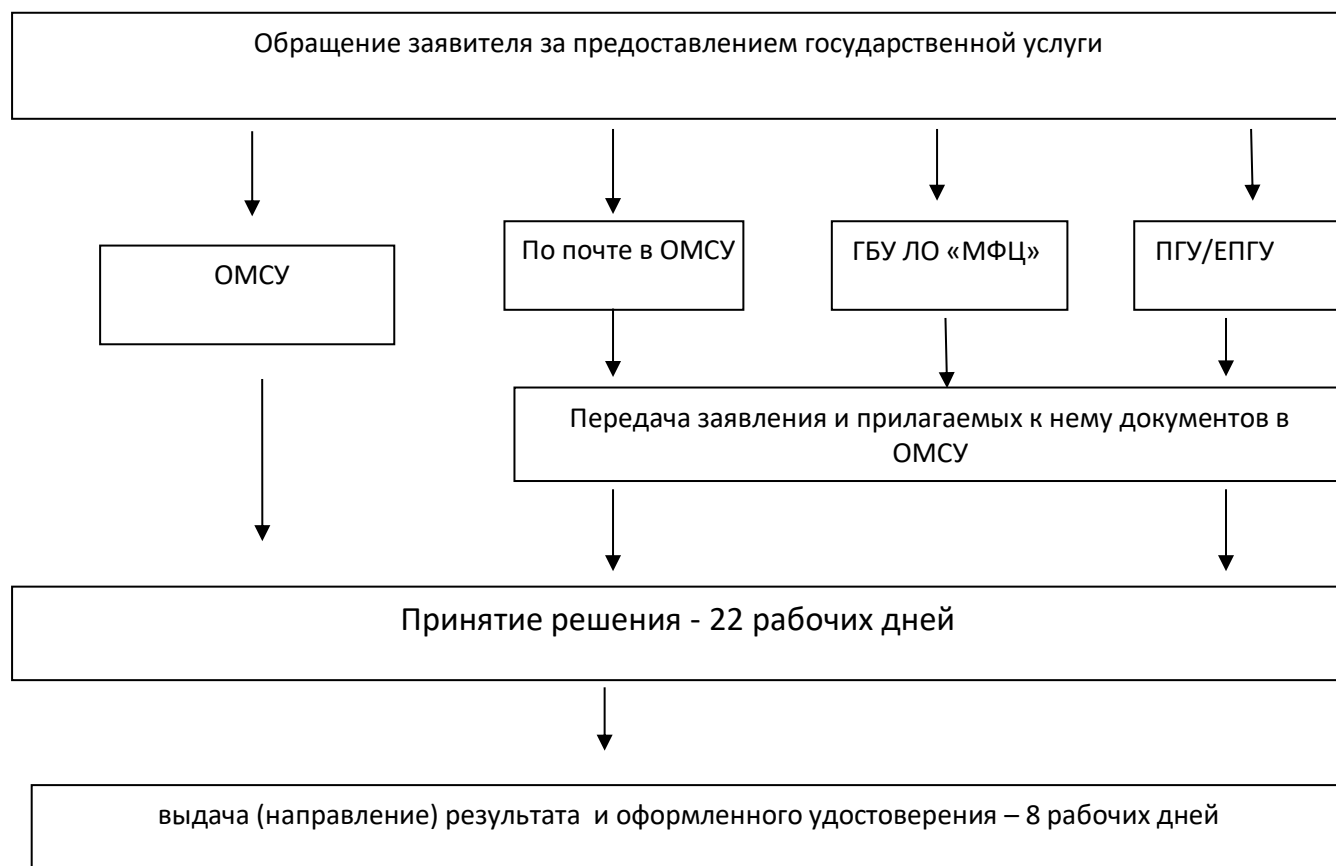 Обращение заявителя за предоставлением государственной услуги
ОМСУ
По почте в ОМСУ
ГБУ ЛО «МФЦ»
ПГУ/ЕПГУ
Передача заявления и прилагаемых к нему документов в
ОМСУ
Принятие решения - 22 рабочих дней
выдача (направление) результата и оформленного удостоверения – 8 рабочих дней